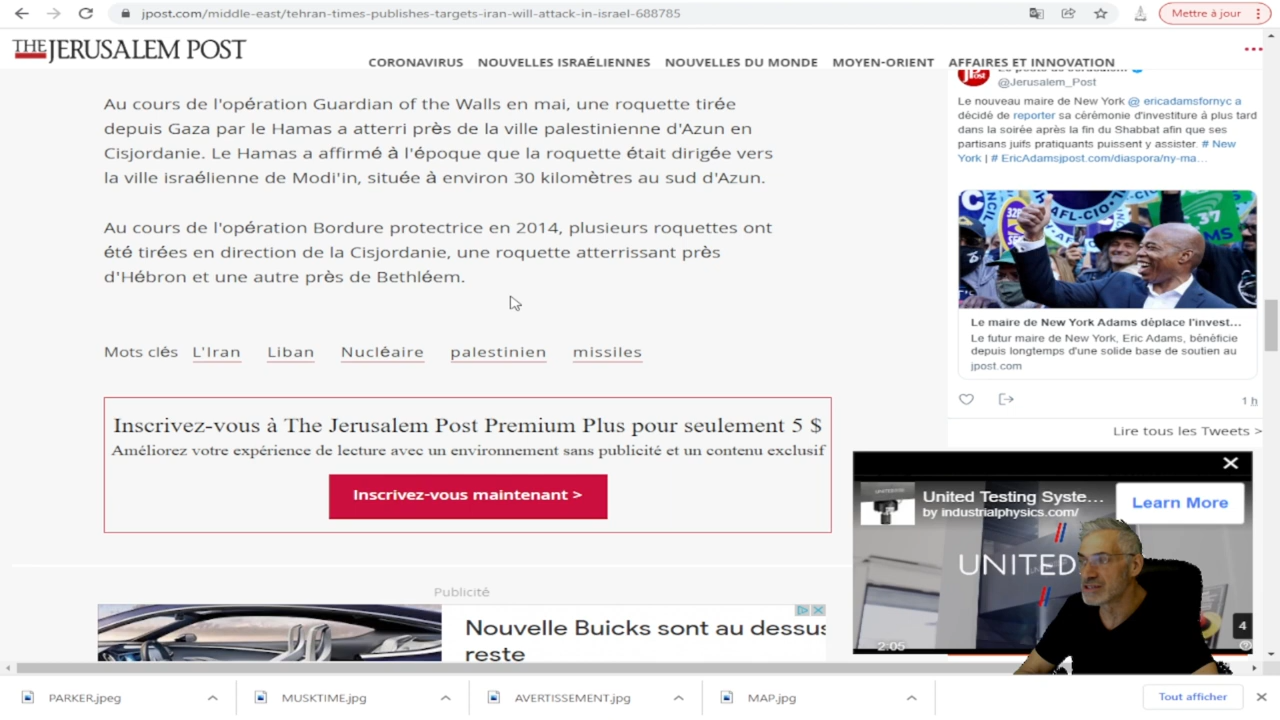 jpost.com/middle-east/tehran-times-publishes-targets-iran-will-attack-in-israel-688785
Mettre à jour
THE JERUSALEM POST
CORONAVIRUS NOUVELLES ISRAÉLIENNES NOUVELLES DU MONDE MOYEN-ORIENT AFFAIRES ET INNOVATION
Au cours de l'opération Guardian of the Walls en mai, une roquette tirée
depuis Gaza par le Hamas a atterri près de la ville palestinienne d'Azun en
Cisjordanie. Le Hamas a affirmé à l'époque que la roquette était dirigée vers
la ville israélienne de Modi'in, située à environ 30 kilomètres au sud d'Azun.
Au cours de l'opération Bordure protectrice en 2014, plusieurs roquettes ont
été tirées en direction de la Cisjordanie, une roquette atterrissant près
d'Hébron et une autre près de Bethléem.
Mots clés L'Iran Liban Nucléaire palestinien missiles
Inscrivez-vous à The Jerusalem Post Premium Plus pour seulement 5 $
Améliorez votre expérience de lecture avec un environnement sans publicité et un contenu exclusif
Inscrivez-vous maintenant >
Publicité
Nouvelle Buicks sont au dessus
reste
JPost
@Jerusalem_Post
Le nouveau maire de New York @ ericadamsfornyc a
décidé de reporter sa cérémonie d'investiture à plus tard
dans la soirée après la fin du Shabbat afin que ses
partisans juifs pratiquants puissent y assister. # New
York | # EricAdamsjpost.com/diaspora/ny-ma…
NCIL
AFL-CIO
32B
37
MS
Le maire de New York Adams déplace l'invest...
Le futur maire de New York, Eric Adams, bénéficie
depuis longtemps d'une solide base de soutien au
jpost.com
1 h
Lire tous les Tweets >
United Testing Syste...
by industrialphysics.com/
Learn More
UNITED
2:05
4
PARKER.jpeg
MUSKTIME.jpg
AVERTISSEMENT.jpg
MAP.jpg
Tout afficher